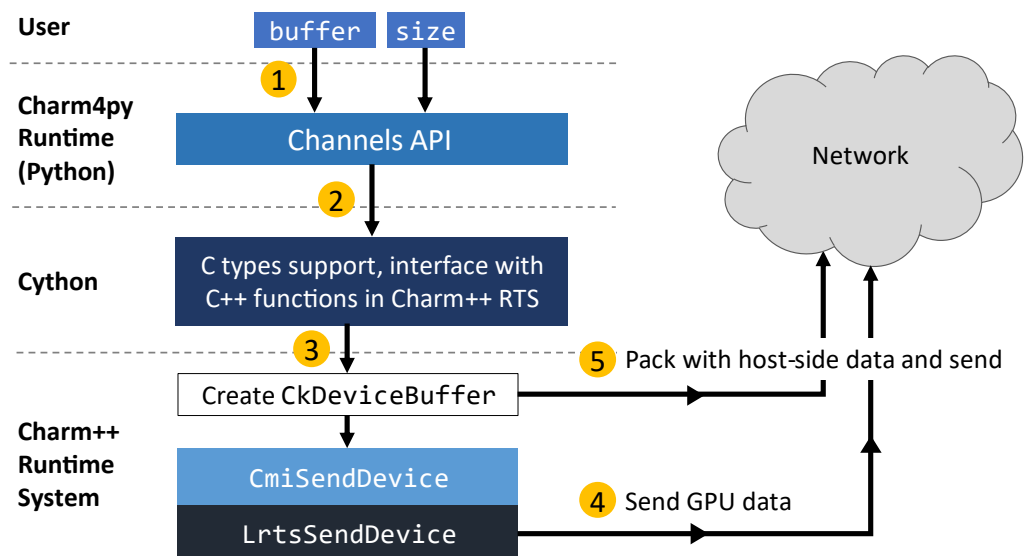 User
buffer
size
1
Charm4py
Runtime
(Python)
Channels API
Network
2
Cython
C types support, interface with
C++ functions in Charm++ RTS
3
5
Pack with host-side data and send
Create CkDeviceBuffer
Charm++
Runtime
System
CmiSendDevice
4
Send GPU data
LrtsSendDevice